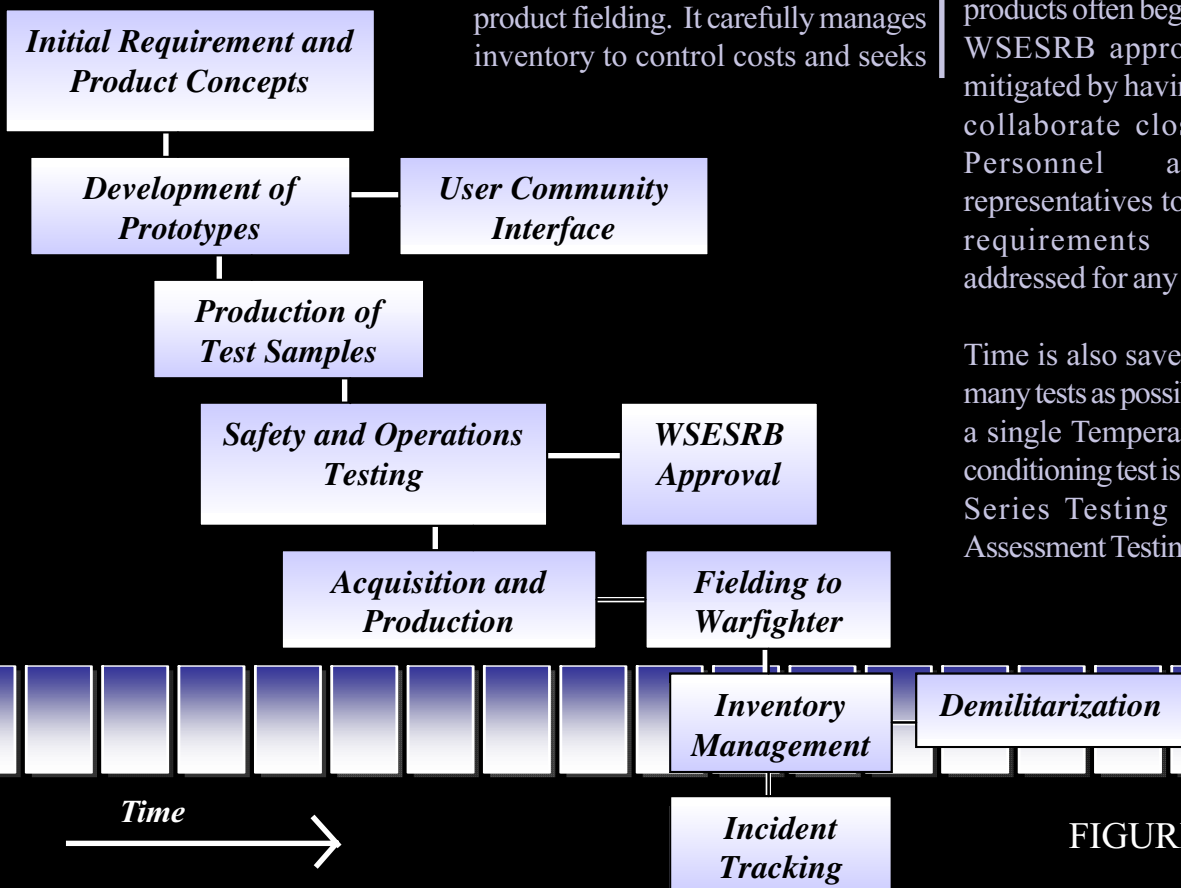 product fielding. It carefully manages
inventory to control costs and seeks
products often beg
WSESRB appro
mitigated by havin
collaborate clos
Personnel a
representatives to
requirements
addressed for any
Time is also save
many tests as possi
a single Tempera
conditioning test is
Series Testing
Assessment Testin
Initial Requirement and
Product Concepts
Development of
Prototypes
User Community
Interface
Production of
Test Samples
Safety and Operations
Testing
WSESRB
Approval
Acquisition and
Production
Fielding to
Warfighter
Inventory
Management
Demilitarization
Incident
Tracking
Time
FIGUR